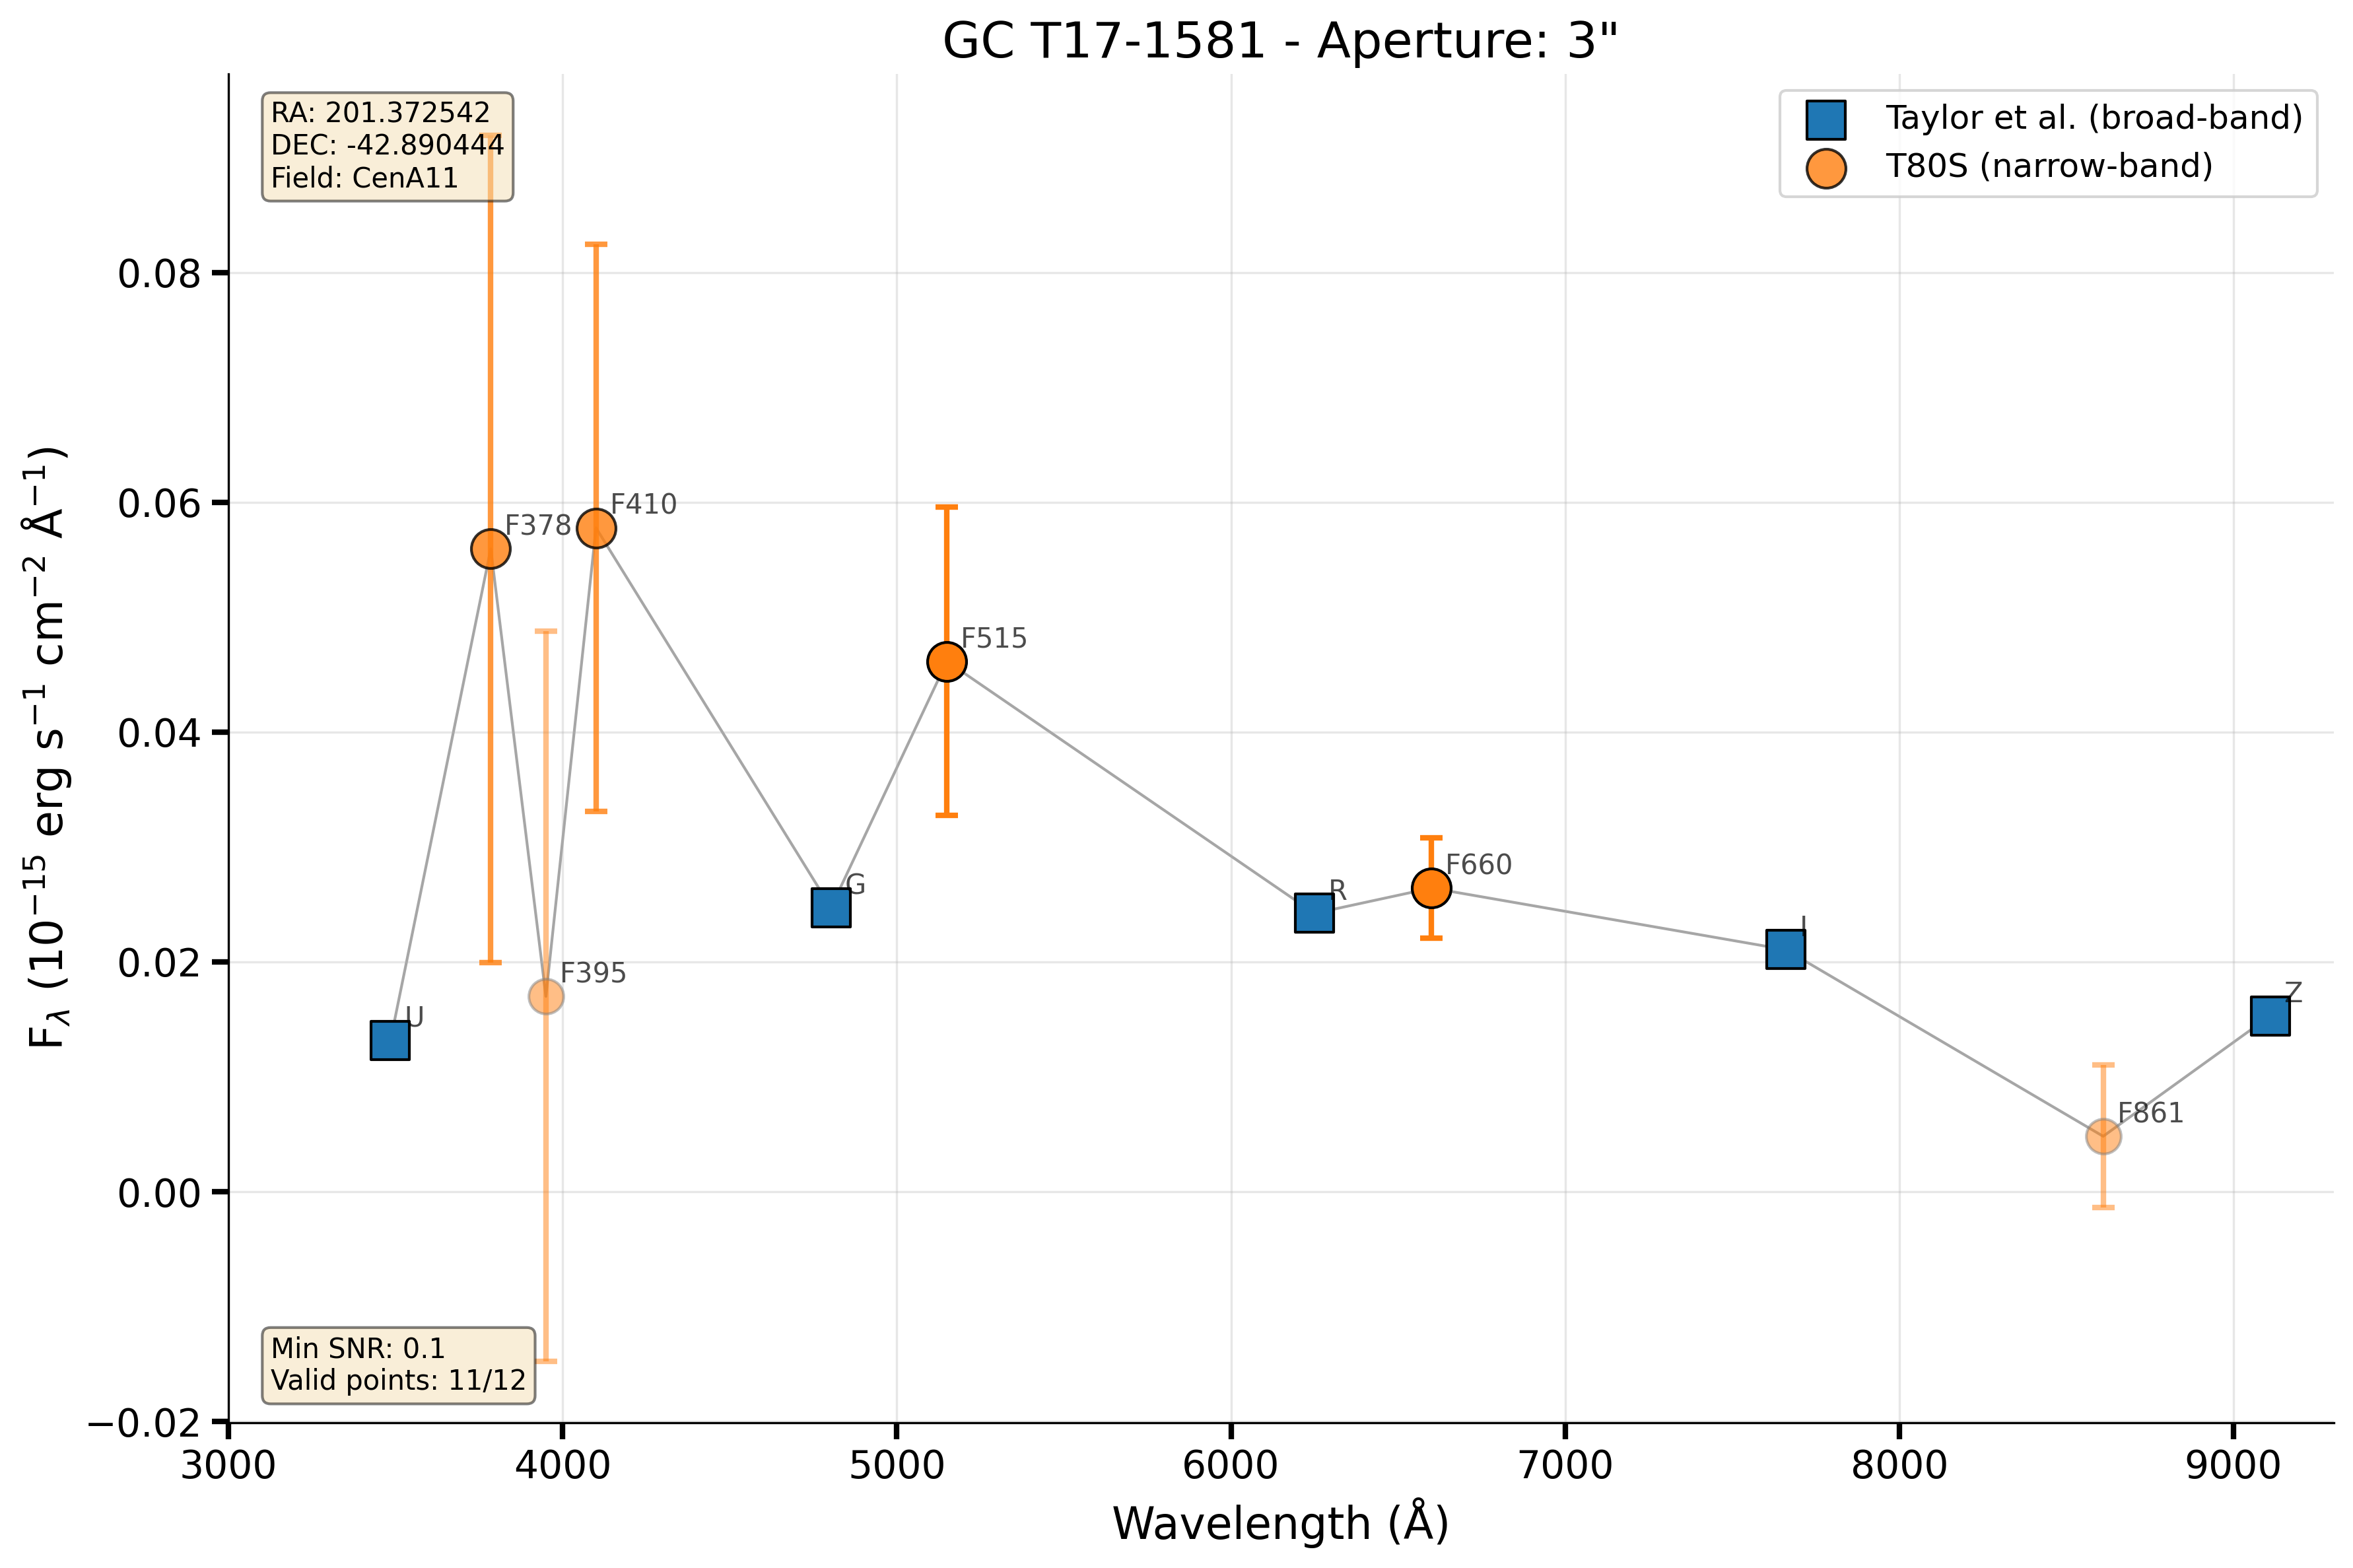 GC T17-1581 - Aperture: 3"
RA: 201.372542
DEC: -42.890444
Field: CenA11
Taylor et al. (broad-band)
T80S (narrow-band)
0.08
0.06
0.04
0.02
0.00
−0.02
F$_λ$ (10$^{−15}$ erg s$^{−1}$ cm$^{−2}$ Å$^{−1}$)
U
F378
F395
F410
G
F515
R
F660
I
F861
Z
Min SNR: 0.1
Valid points: 11/12
3000 4000 5000 6000 7000 8000 9000
Wavelength (Å)